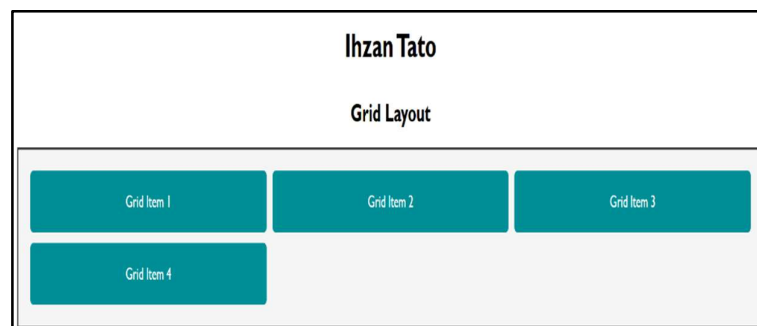 Ihzan Tato
Grid Layout
Grid Item 1
Grid Item 2
Grid Item 3
Grid Item 4